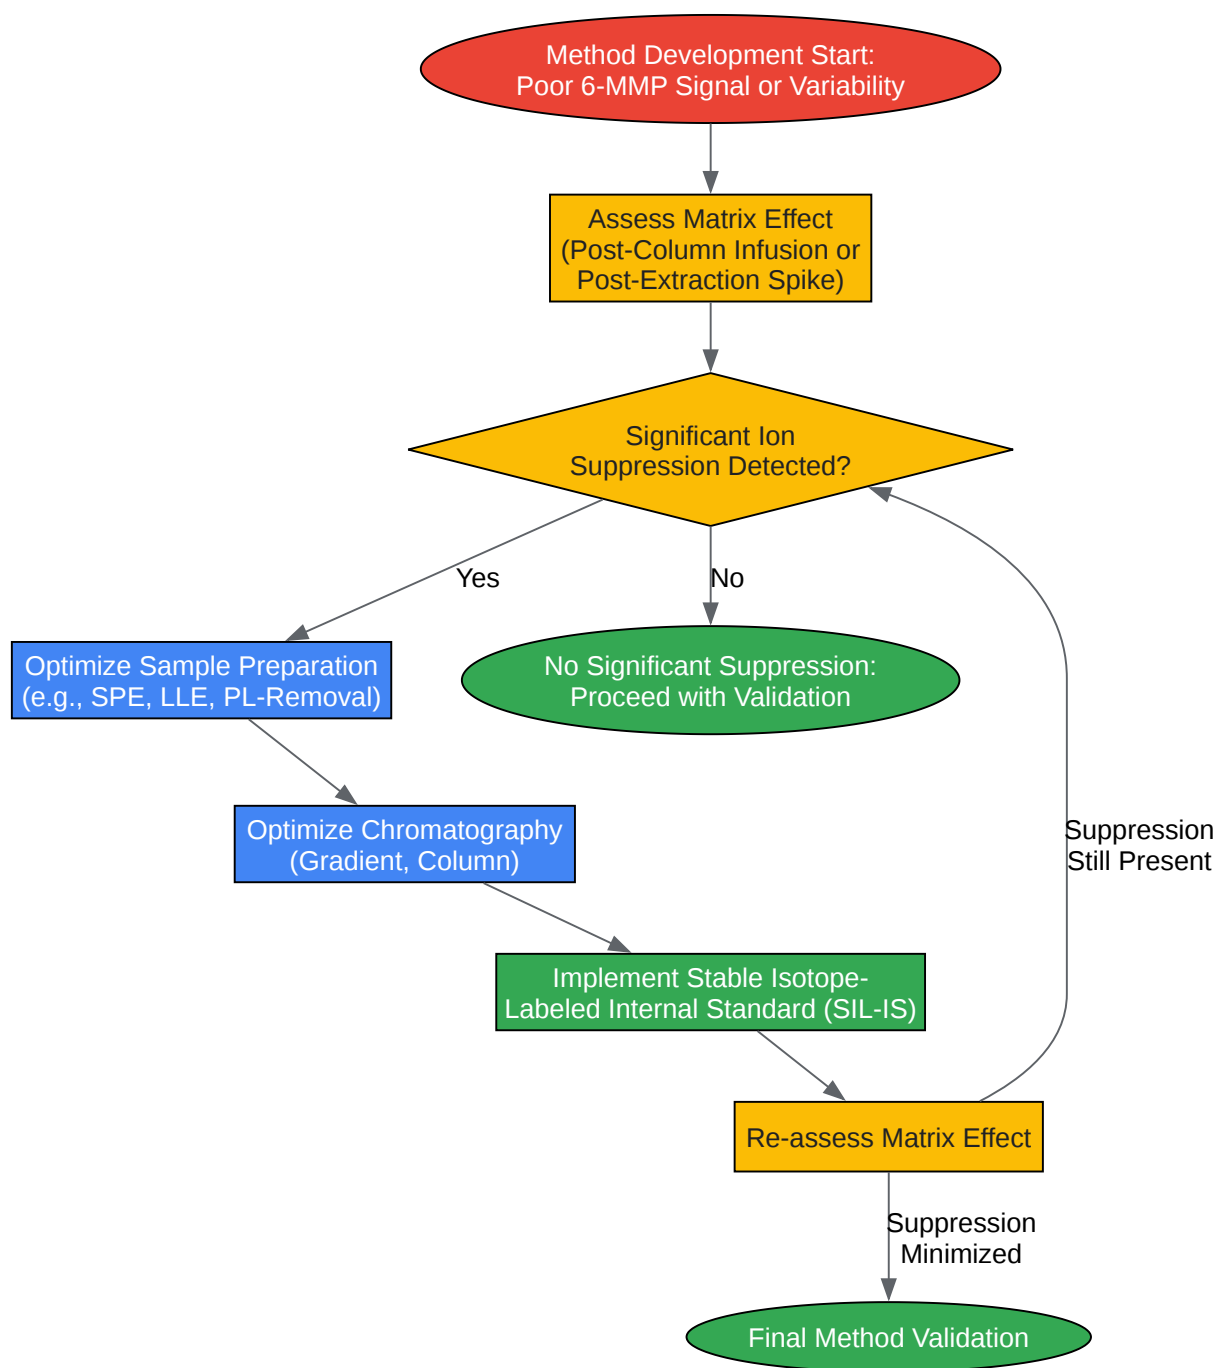 Method Development Start:
Poor 6-MMP Signal or Variability
Assess Matrix Effect
(Post-Column Infusion or
Post-Extraction Spike)
Significant Ion
Suppression Detected?
Yes
No
Optimize Sample Preparation
(e.g., SPE, LLE, PL-Removal)
No Significant Suppression:
Proceed with Validation
Optimize Chromatography
(Gradient, Column)
Suppression
Still Present
Implement Stable Isotope-
Labeled Internal Standard (SIL-IS)
Re-assess Matrix Effect
Suppression
Minimized
Final Method Validation